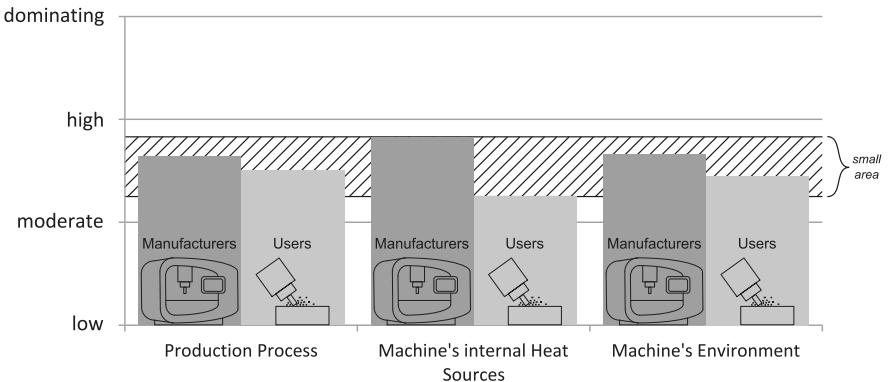 dominating
high
moderate
low
small
area
Manufacturers
Users
Manufacturers
Users
Manufacturers
Users
Production Process
Machine's internal Heat
Sources
Machine's Environment